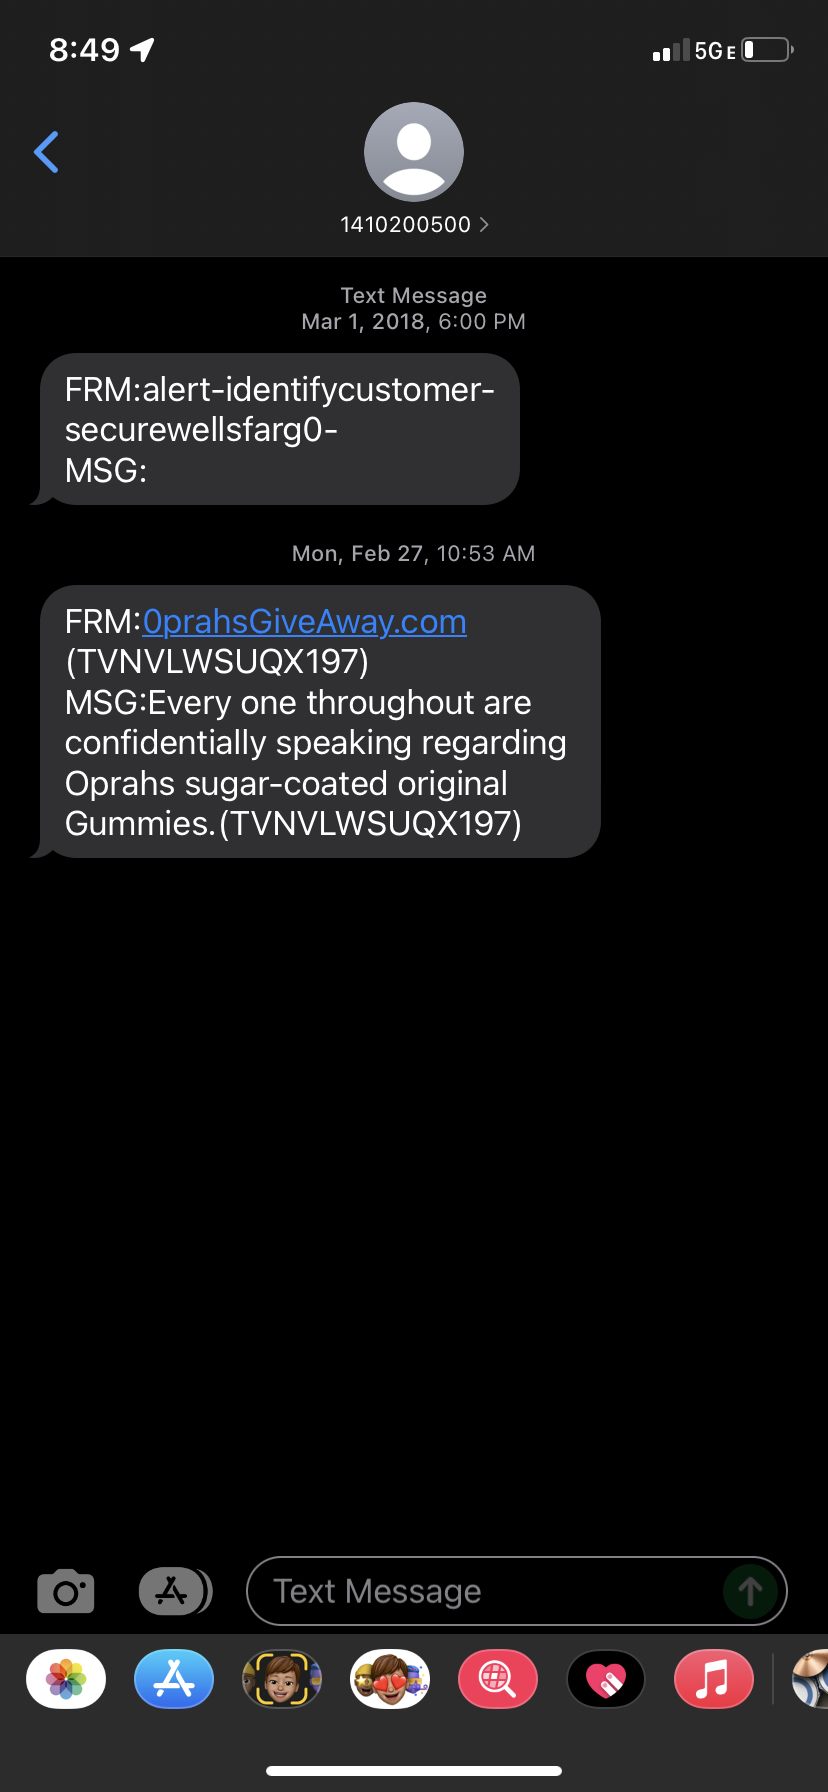 8:49
5GE
1410200500
Text Message
Mar 1, 2018, 6:00 PM
FRM:alert-identifycustomer-
securewellsfarg0-
MSG:
Mon, Feb 27, 10:53 AM
FRM:0prahsGiveAway.com
(TVNVLWSUQX197)
MSG:Every one throughout are
confidentially speaking regarding
Oprahs sugar-coated original
Gummies.(TVNVLWSUQX197)
Text Message